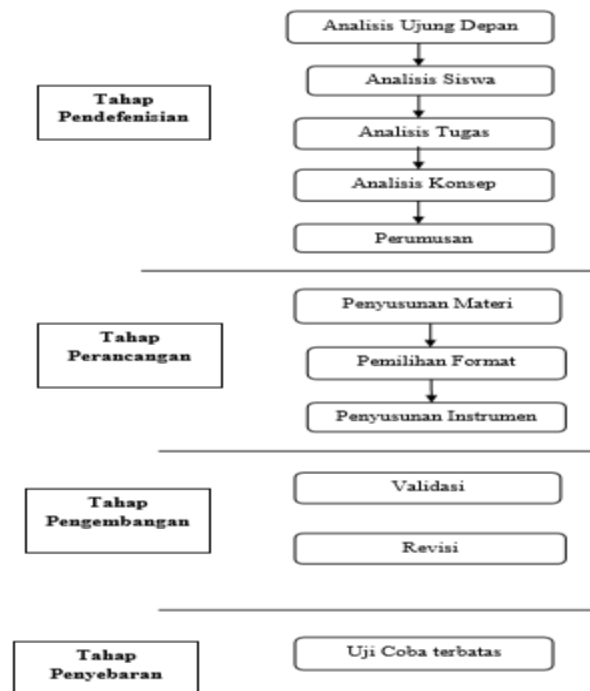 Analisis Ujung Depan
Analisis Siswa
Tahap
Pendefenisian
Analisis Tugas
Analisis Konsep
Perumusan
Penyusunan Materi
Tahap
Perancangan
Pemilihan Format
Penyusunan Instrumen
Validasi
Tahap
Pengembangan
Revisi
Uji Coba terbatas
Tahap
Penyebaran